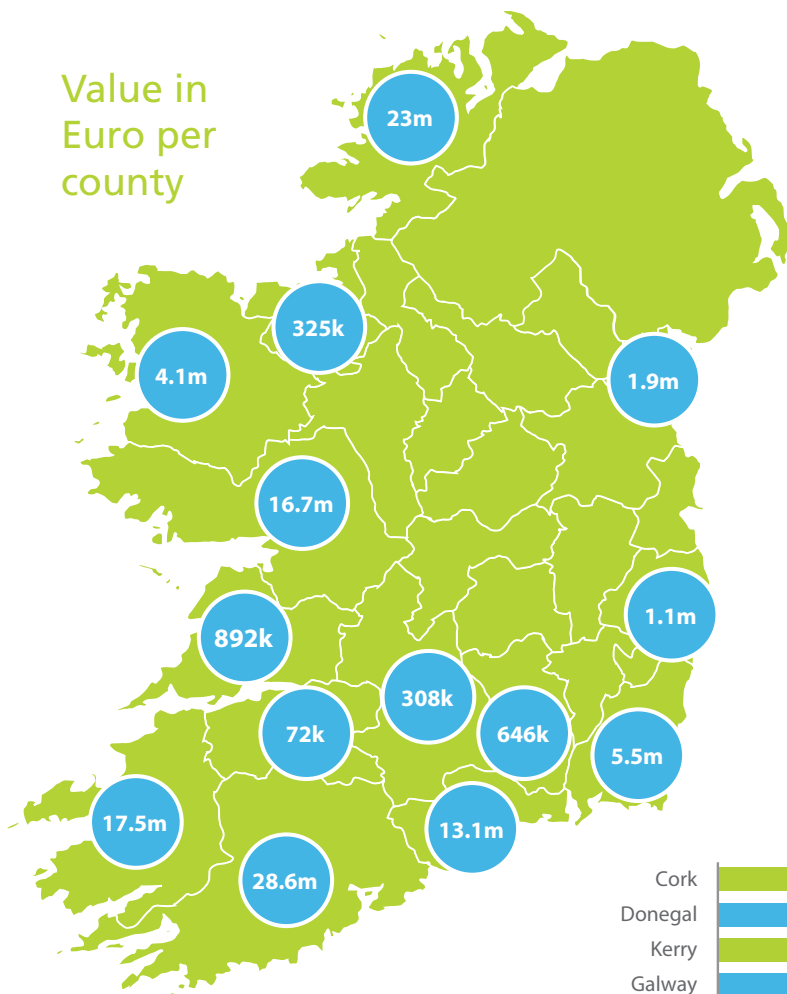 Value in
Euro per
county
23m
325k
4.1m
1.9m
16.7m
1.1m
892k
308k
72k
646k
5.5m
17.5m
13.1m
28.6m
Cork
Donegal
Kerry
Galway